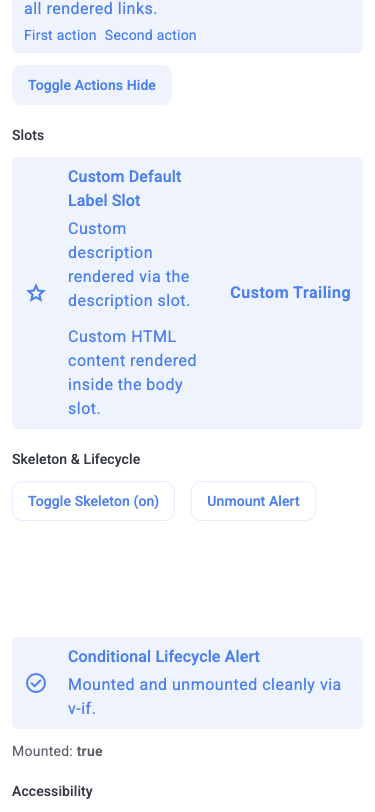 all rendered links.
First action Second action
Toggle Actions Hide
Slots
Custom Default
Label Slot
Custom
description
rendered via the
description slot.
Custom Trailing
Custom HTML
content rendered
inside the body
slot.
Skeleton & Lifecycle
Toggle Skeleton (on) Unmount Alert
Conditional Lifecycle Alert
Mounted and unmounted cleanly via
v-if.
Mounted: true
Accessibility